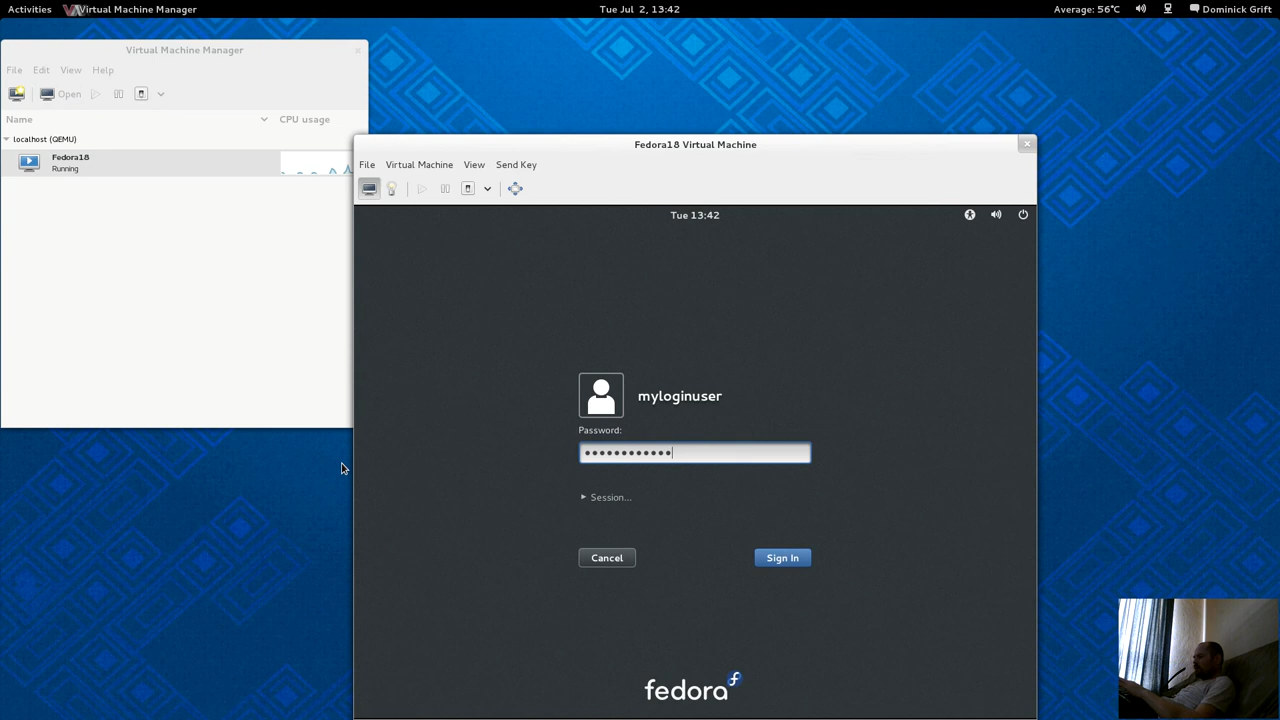 Activities Virtual Machine Manager Tue Jul 2, 13:42 Average: 56°C Dominick Grift
Virtual Machine Manager
File Edit View Help
Open
Name CPU usage
localhost (QEMU)
Fedora18
Running
Fedora18 Virtual Machine
File Virtual Machine View Send Key
Tue 13:42
myloginuser
Password:
••••••••••••
Session...
Cancel Sign In
fedora